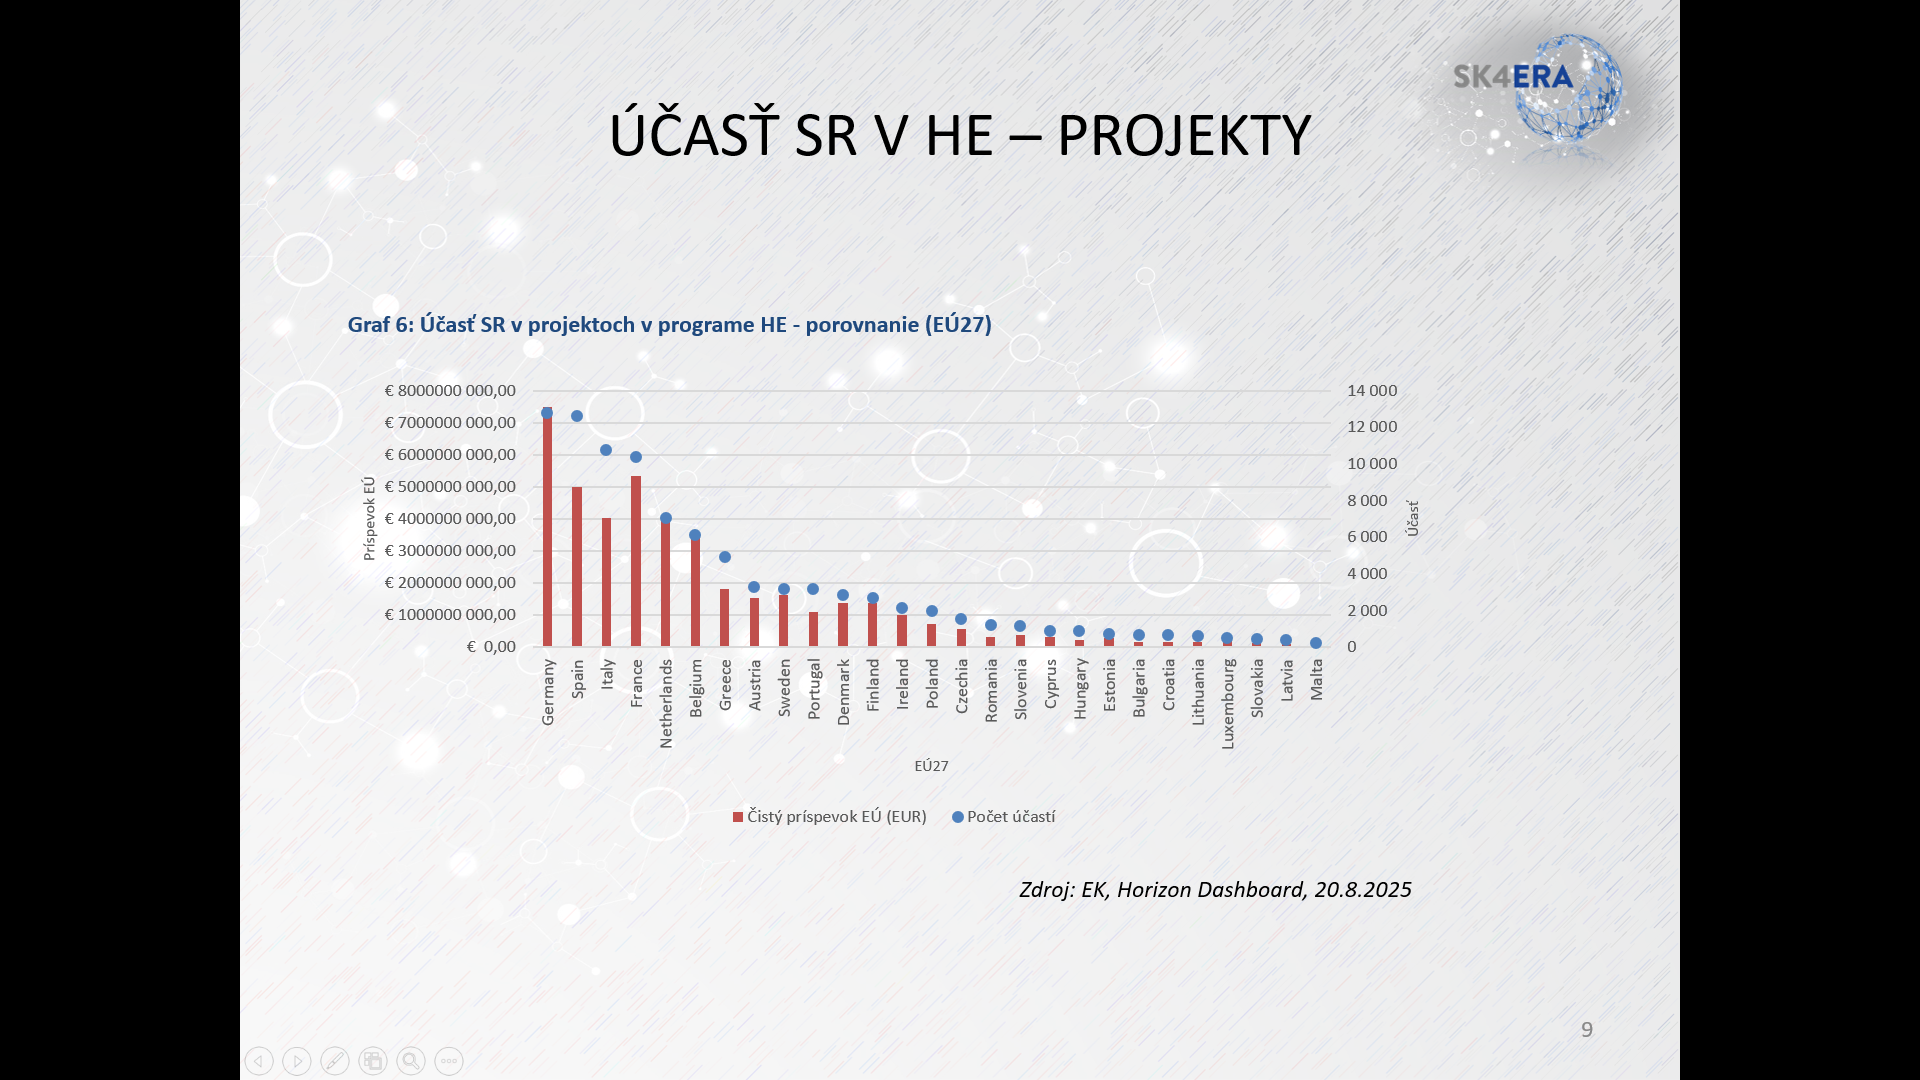 SK4ERA
ÚČASŤ SR V HE – PROJEKTY
Graf 6: Účasť SR v projektoch v programe HE - porovnanie (EÚ27)
€ 8000000 000,00
€ 7000000 000,00
€ 6000000 000,00
€ 5000000 000,00
€ 4000000 000,00
€ 3000000 000,00
€ 2000000 000,00
€ 1000000 000,00
€ 0,00
Príspevok EÚ
14 000
12 000
10 000
8 000
6 000
4 000
2 000
0
Účasť
Germany
Spain
Italy
France
Netherlands
Belgium
Greece
Austria
Sweden
Portugal
Denmark
Finland
Ireland
Poland
Czechia
Romania
Slovenia
Cyprus
Hungary
Estonia
Bulgaria
Croatia
Lithuania
Luxembourg
Slovakia
Latvia
Malta
EÚ27
Čistý príspevok EÚ (EUR)
Počet účastí
Zdroj: EK, Horizon Dashboard, 20.8.2025
9